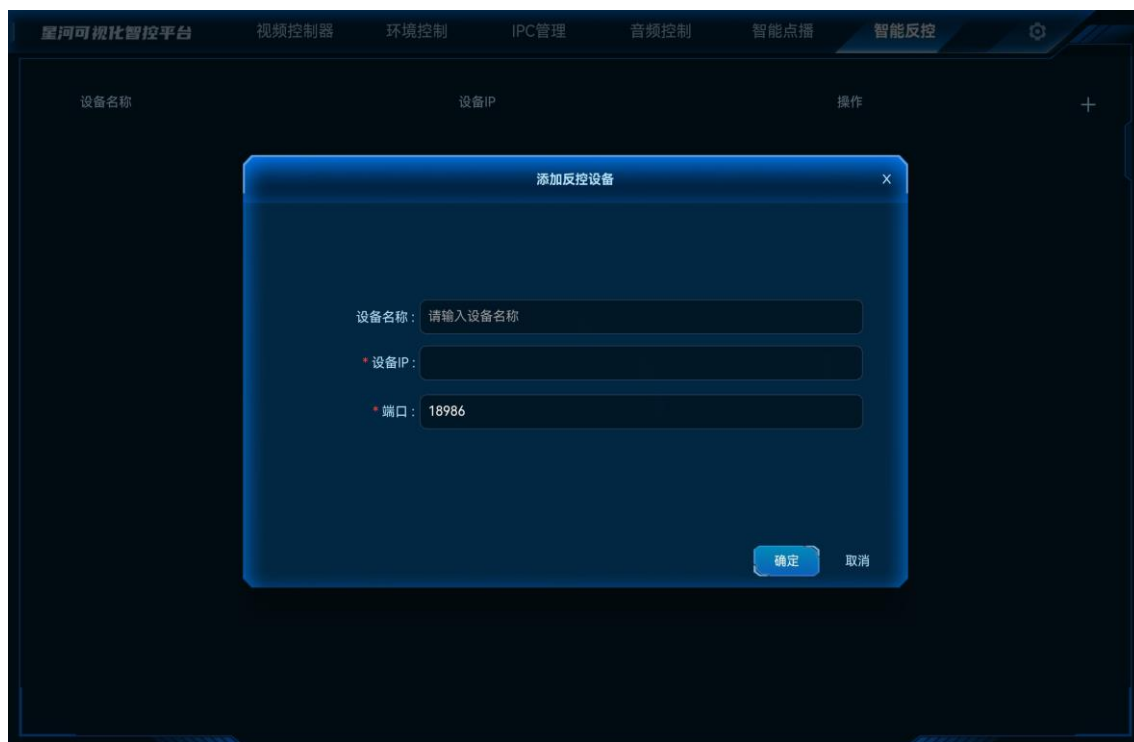 星河可视化智控平台 视频控制器 环境控制 IPC管理 音频控制 智能点播 智能反控
设备名称 设备IP 操作 +
添加反控设备 X
设备名称 : 请输入设备名称
* 设备IP :
* 端口 : 18986
确定 取消